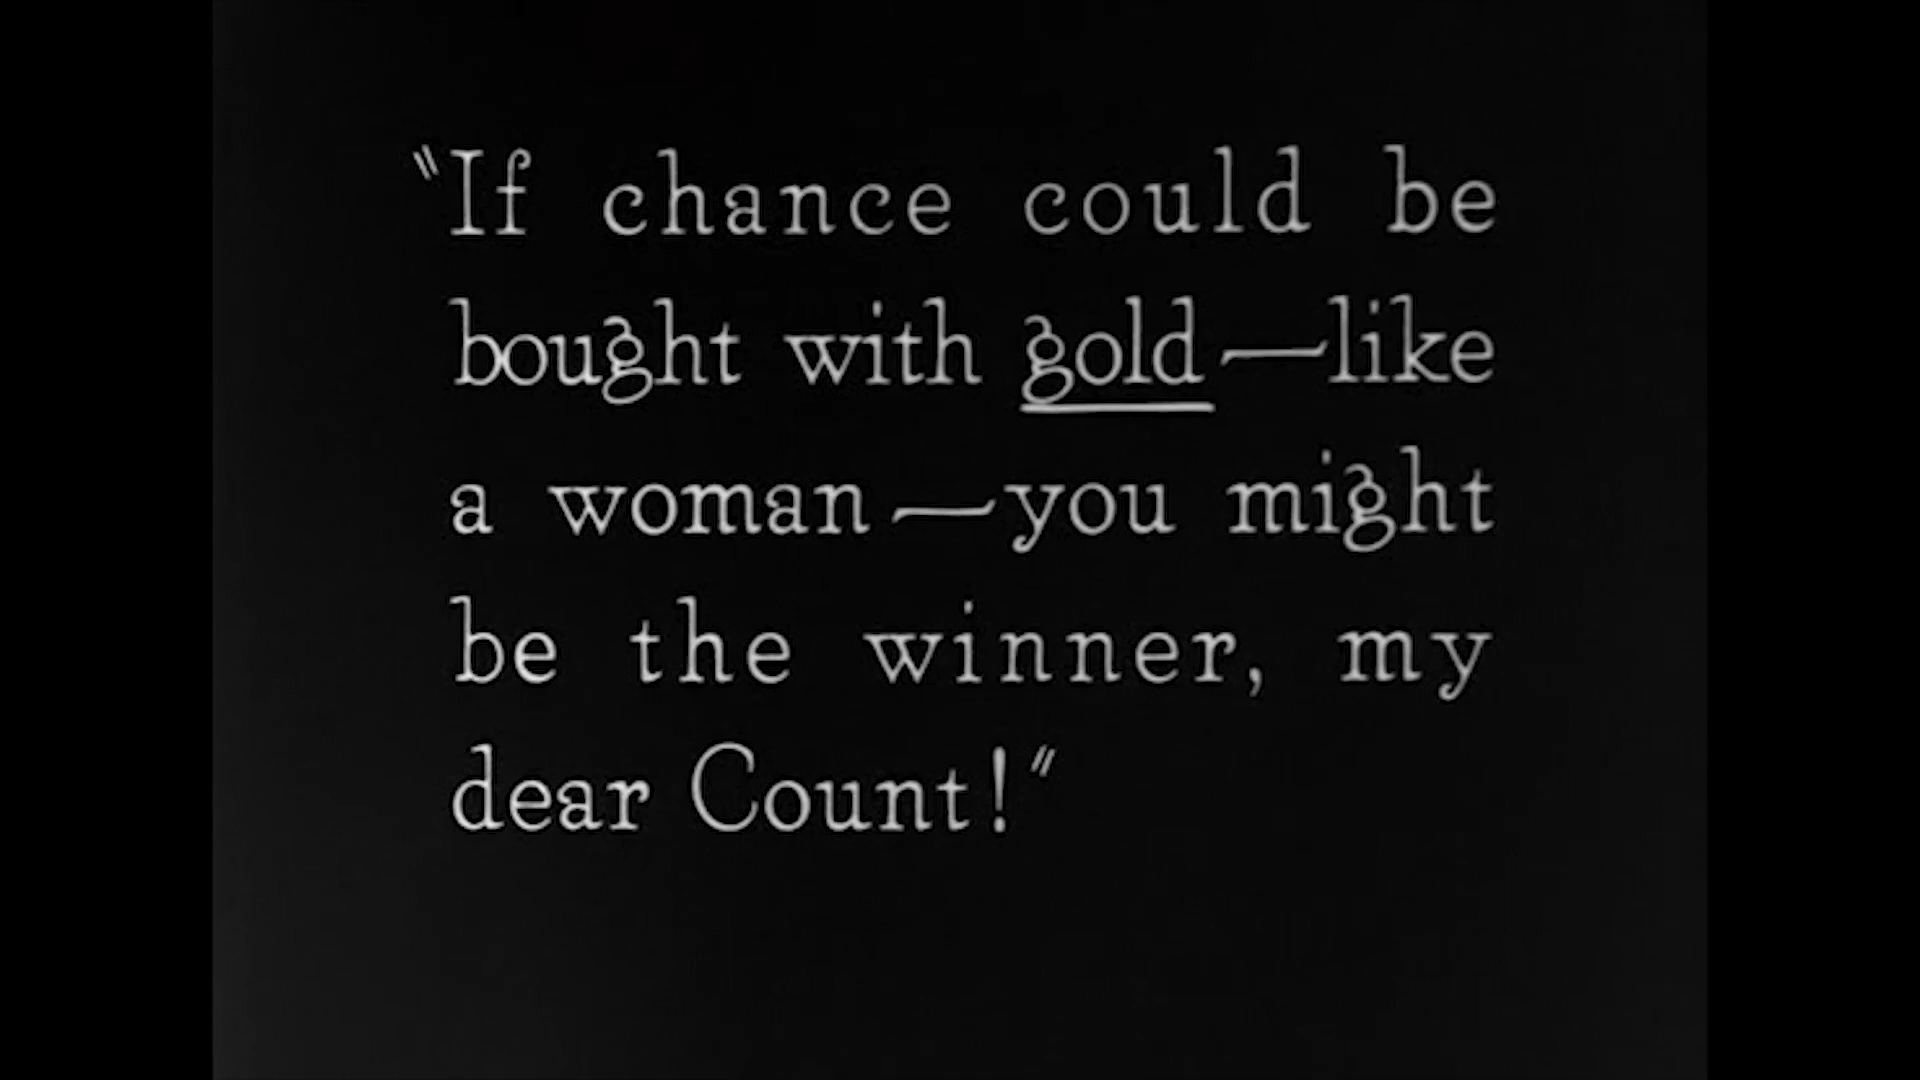 "If chance could be
bought with gold—like
a woman—you might
be the winner, my
dear Count!"